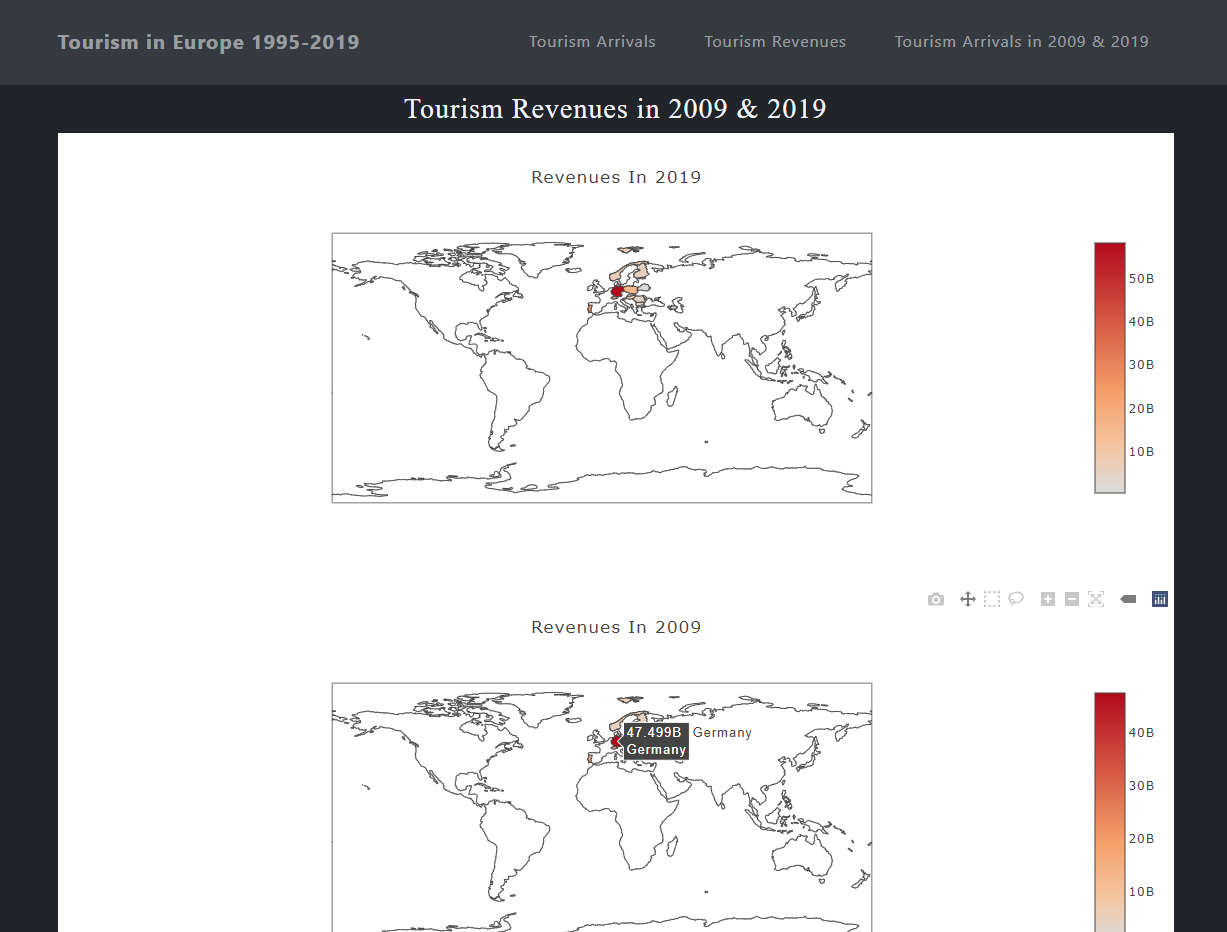 Tourism in Europe 1995-2019
Tourism Arrivals
Tourism Revenues
Tourism Arrivals in 2009 & 2019
Tourism Revenues in 2009 & 2019
Revenues In 2019
50B
40B
30B
20B
10B
Revenues In 2009
47.499B
Germany
Germany
40B
30B
20B
10B